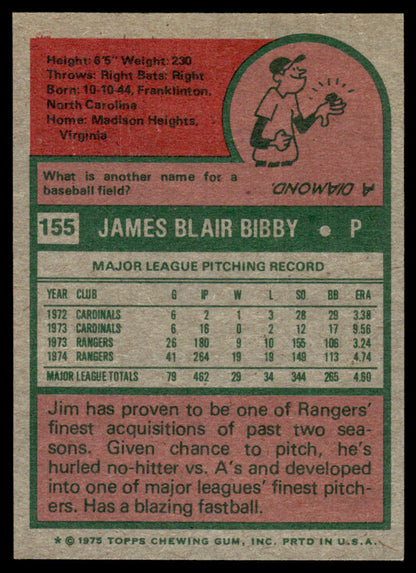 Height: 6'5" Weight: 230
Throws: Right Bats: Right
Born: 10-10-44, Franklinton,
North Carolina
Home: Madison Heights,
Virginia
What is another name for a
baseball field?
A DIAMOND.
155 JAMES BLAIR BIBBY • P
MAJOR LEAGUE PITCHING RECORD
YEAR CLUB G IP W L SO BB ERA
1972 CARDINALS 6 2 1 3 28 29 3.38
1973 CARDINALS 6 16 0 2 12 17 9.56
1973 RANGERS 26 180 9 10 155 106 3.24
1974 RANGERS 41 264 19 19 149 113 4.74
MAJOR LEAGUE TOTALS 79 462 29 34 344 265 4.60
Jim has proven to be one of Rangers'
finest acquisitions of past two sea-
sons. Given chance to pitch, he's
hurled no-hitter vs. A's and developed
into one of major leagues' finest pitch-
ers. Has a blazing fastball.
* © 1975 TOPPS CHEWING GUM, INC. PRTD IN U.S.A.